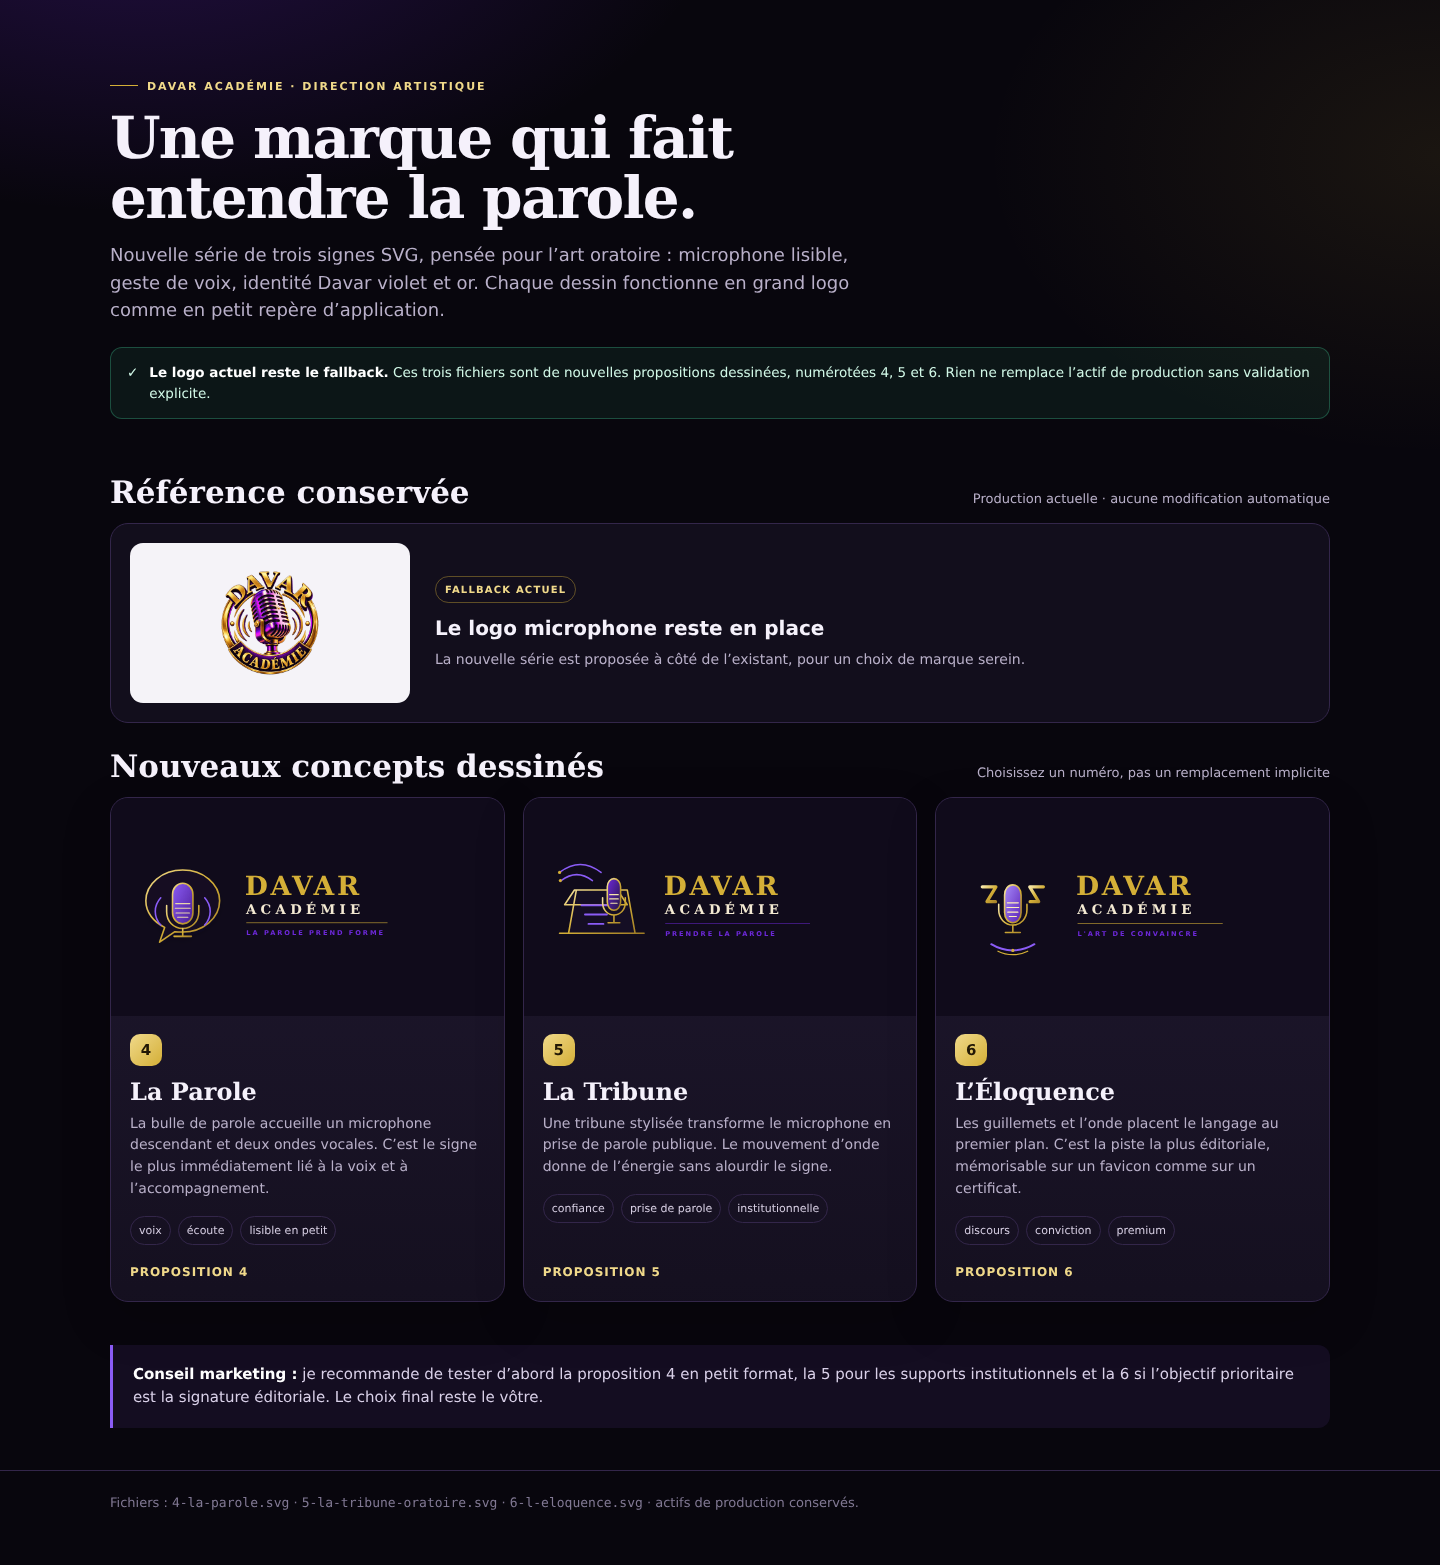 DAVAR ACADÉMIE · DIRECTION ARTISTIQUE
Une marque qui fait
entendre la parole.
Nouvelle série de trois signes SVG, pensée pour l’art oratoire : microphone lisible,
geste de voix, identité Davar violet et or. Chaque dessin fonctionne en grand logo
comme en petit repère d’application.
✓ Le logo actuel reste le fallback. Ces trois fichiers sont de nouvelles propositions dessinées, numérotées 4, 5 et 6. Rien ne remplace l’actif de production sans validation
explicite.
Référence conservée
Production actuelle · aucune modification automatique
DAVAR
ACADÉMIE
FALLBACK ACTUEL
Le logo microphone reste en place
La nouvelle série est proposée à côté de l’existant, pour un choix de marque serein.
Nouveaux concepts dessinés
Choisissez un numéro, pas un remplacement implicite
DAVAR
ACADÉMIE
LA PAROLE PREND FORME
4
La Parole
La bulle de parole accueille un microphone
descendant et deux ondes vocales. C’est le signe
le plus immédiatement lié à la voix et à
l’accompagnement.
voix
écoute
lisible en petit
PROPOSITION 4
DAVAR
ACADÉMIE
PRENDRE LA PAROLE
5
La Tribune
Une tribune stylisée transforme le microphone en
prise de parole publique. Le mouvement d’onde
donne de l’énergie sans alourdir le signe.
confiance
prise de parole
institutionnelle
PROPOSITION 5
DAVAR
ACADÉMIE
L’ART DE CONVAINCRE
6
L’Éloquence
Les guillemets et l’onde placent le langage au
premier plan. C’est la piste la plus éditoriale,
mémorisable sur un favicon comme sur un
certificat.
discours
conviction
premium
PROPOSITION 6
Conseil marketing : je recommande de tester d’abord la proposition 4 en petit format, la 5 pour les supports institutionnels et la 6 si l’objectif prioritaire
est la signature éditoriale. Le choix final reste le vôtre.
Fichiers : 4-la-parole.svg · 5-la-tribune-oratoire.svg · 6-l-eloquence.svg · actifs de production conservés.